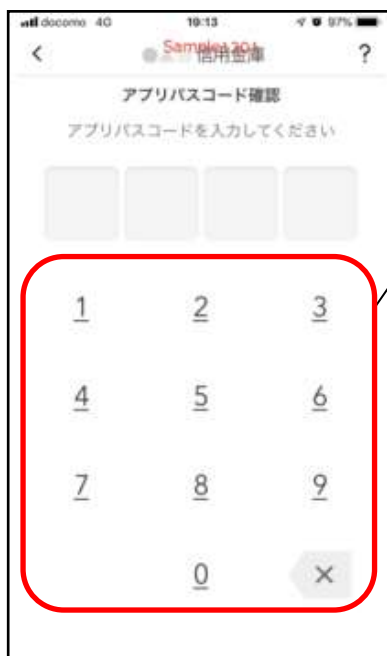 docomo 4G 19:13 97%
Sample1201
信用金庫 ?
アプリパスコード確認
アプリパスコードを入力してください
1 2 3
4 5 6
7 8 9
0 ×